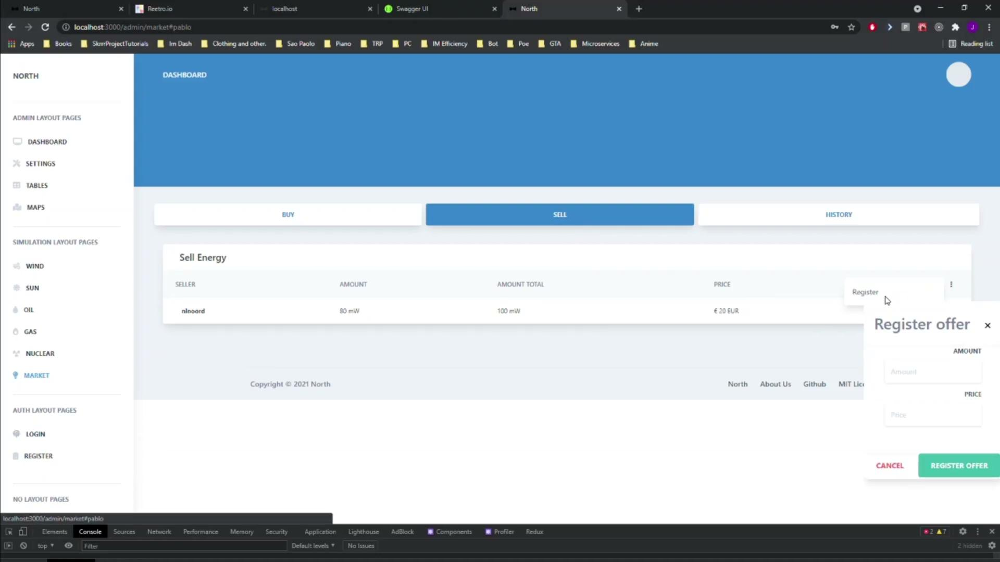 North
Reetro.io
localhost
Swagger UI
North
localhost:3000/admin/market#pablo
Apps
Books
SkrrrProjectTutorials
Im Dash
Clothing and other.
Sao Paolo
Piano
TRP
PC
IM Efficiency
Bot
Poe
GTA
Microservices
Anime
Reading list
NORTH
DASHBOARD
ADMIN LAYOUT PAGES
DASHBOARD
SETTINGS
TABLES
MAPS
SIMULATION LAYOUT PAGES
WIND
SUN
OIL
GAS
NUCLEAR
MARKET
AUTH LAYOUT PAGES
LOGIN
REGISTER
NO LAYOUT PAGES
BUY
SELL
HISTORY
Sell Energy
SELLER AMOUNT AMOUNT TOTAL PRICE
nlnoord 80 mW 100 mW € 20 EUR
Register
Register offer
AMOUNT
Amount
PRICE
Price
CANCEL
REGISTER OFFER
Copyright © 2021 North
North
About Us
Github
MIT Lic
localhost:3000/admin/market#pablo
Elements
Console
Sources
Network
Performance
Memory
Security
Application
Lighthouse
AdBlock
Components
Profiler
Redux
2
7
top
Filter
Default levels
No Issues
2 hidden